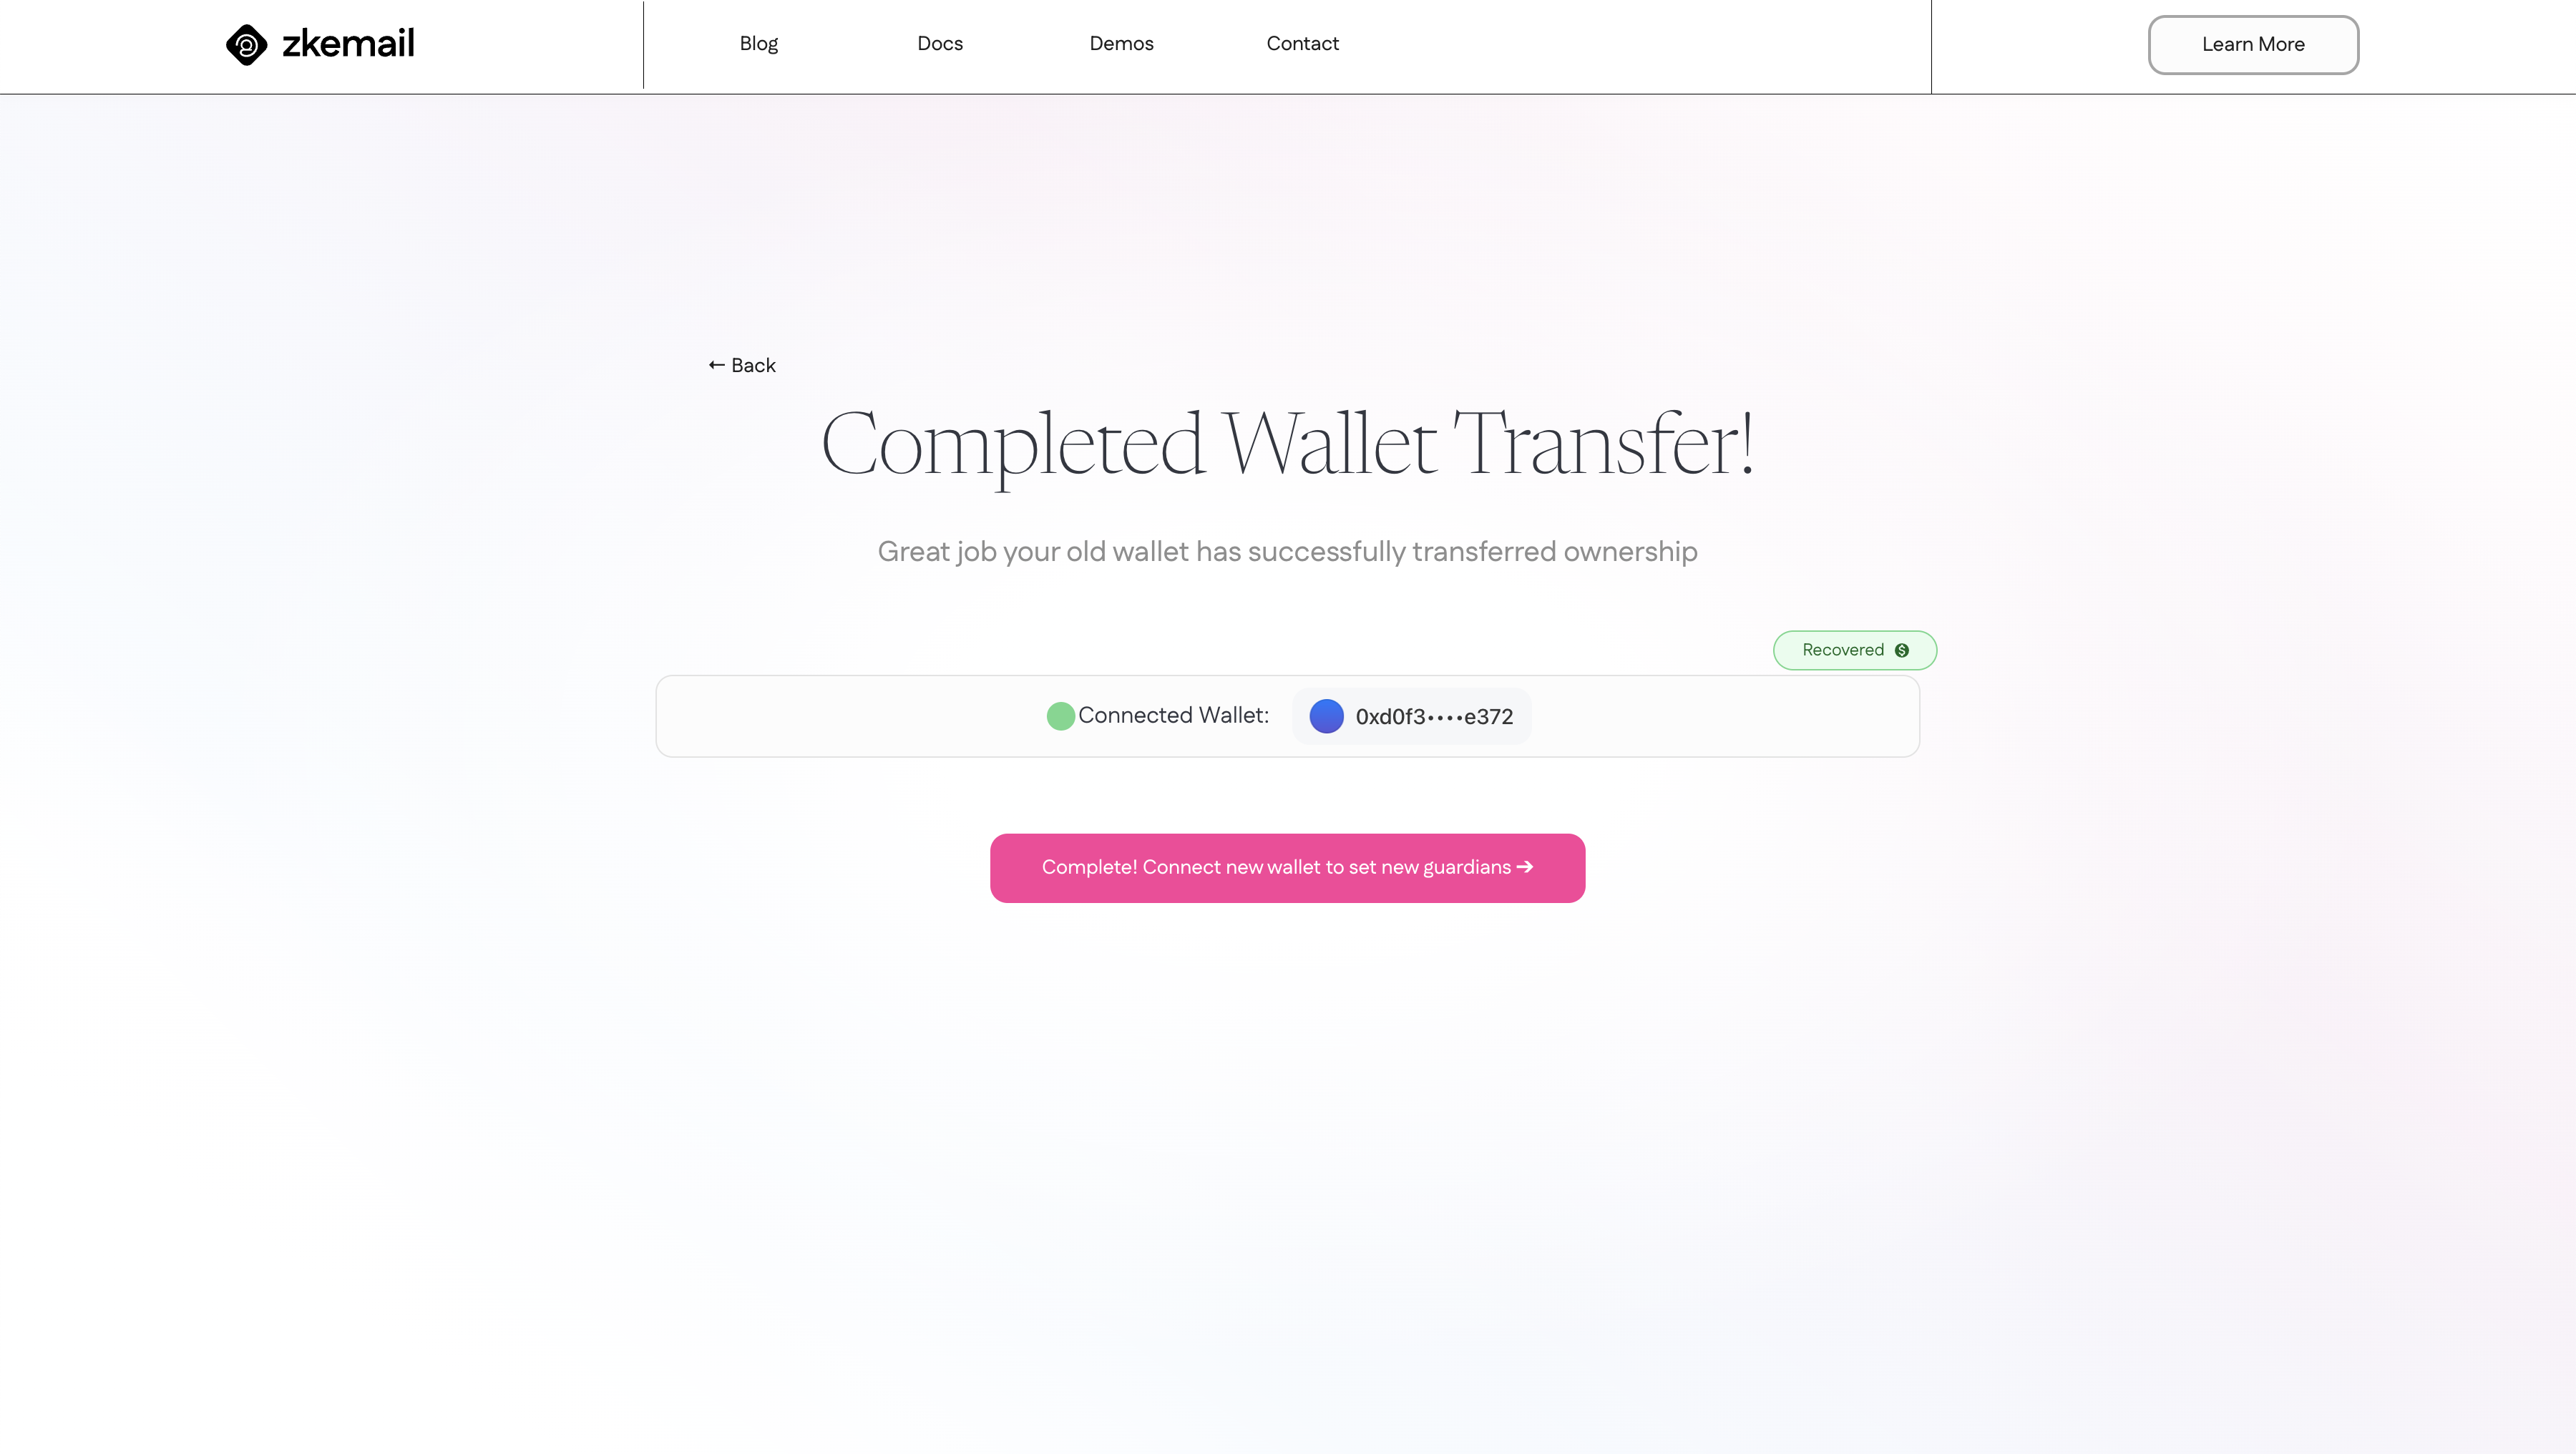 zkemail
Blog
Docs
Demos
Contact
Learn More
← Back
Completed Wallet Transfer!
Great job your old wallet has successfully transferred ownership
Recovered
Connected Wallet:
0xd0f3••••e372
Complete! Connect new wallet to set new guardians →